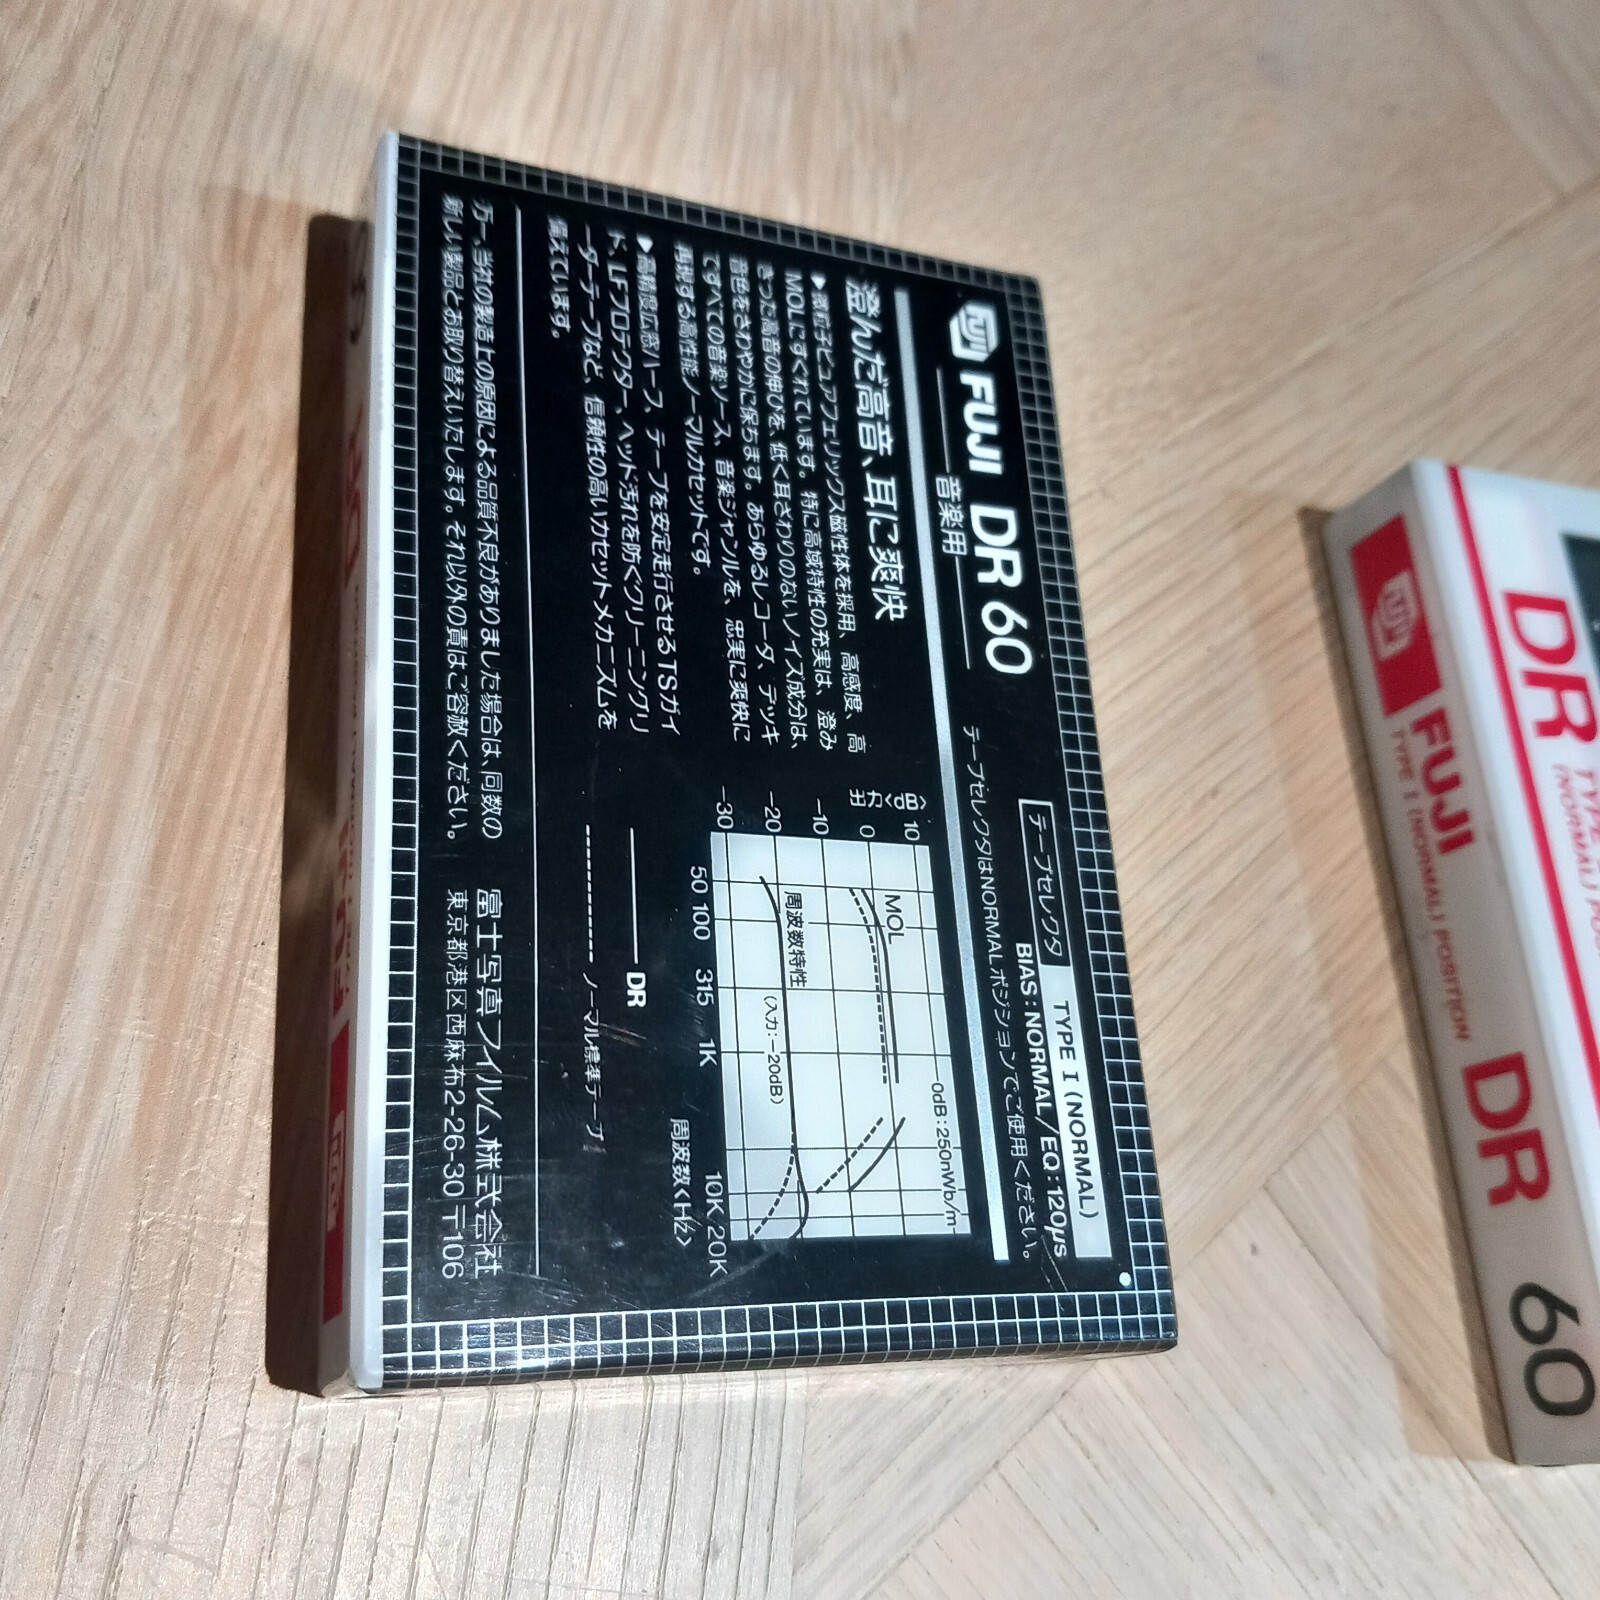 FUJI
FUJI DR 60
音楽用
テープセレクタ TYPE I (NORMAL)
BIAS:NORMAL/EQ:120μs
テープセレクタはNORMALポジションでご使用ください。
澄んだ高音、耳に爽快
▶微粒子ピュアフェリックス磁性体を採用、高感度、高
MOLにすぐれています。特に高域特性の充実は、澄み
きった高音の伸びを、低く耳ざわりのないノイズ成分は、
音色をさわやかに保ちます。あらゆるレコーダ、デッキ
ですべての音楽ソース、音楽ジャンルを、忠実に爽快に
再現する高性能ノーマルカセットです。
▶高精度広窓ハーフ、テープを安定走行させるTSガイ
ド、LFプロテクター、ヘッド汚れを防ぐクリーニングリ
ーダーテープなど、信頼性の高いカセットメカニズムを
備えています。
出力<dB>
10
0
-10
-20
-30
0dB:250nWb/m
MOL
周波数特性
(入力:-20dB)
50 100 315 1K 10K 20K
周波数<Hz>
DR
ノーマル標準テープ
万一、当社の製造上の原因による品質不良がありました場合は、同数の
新しい製品とお取り替えいたします。それ以外の責はご容赦ください。
富士写真フイルム株式会社
東京都港区西麻布2-26-30〒106
DR
FUJI
FUJI DR 60
TYPE I (NORMAL) POSITION